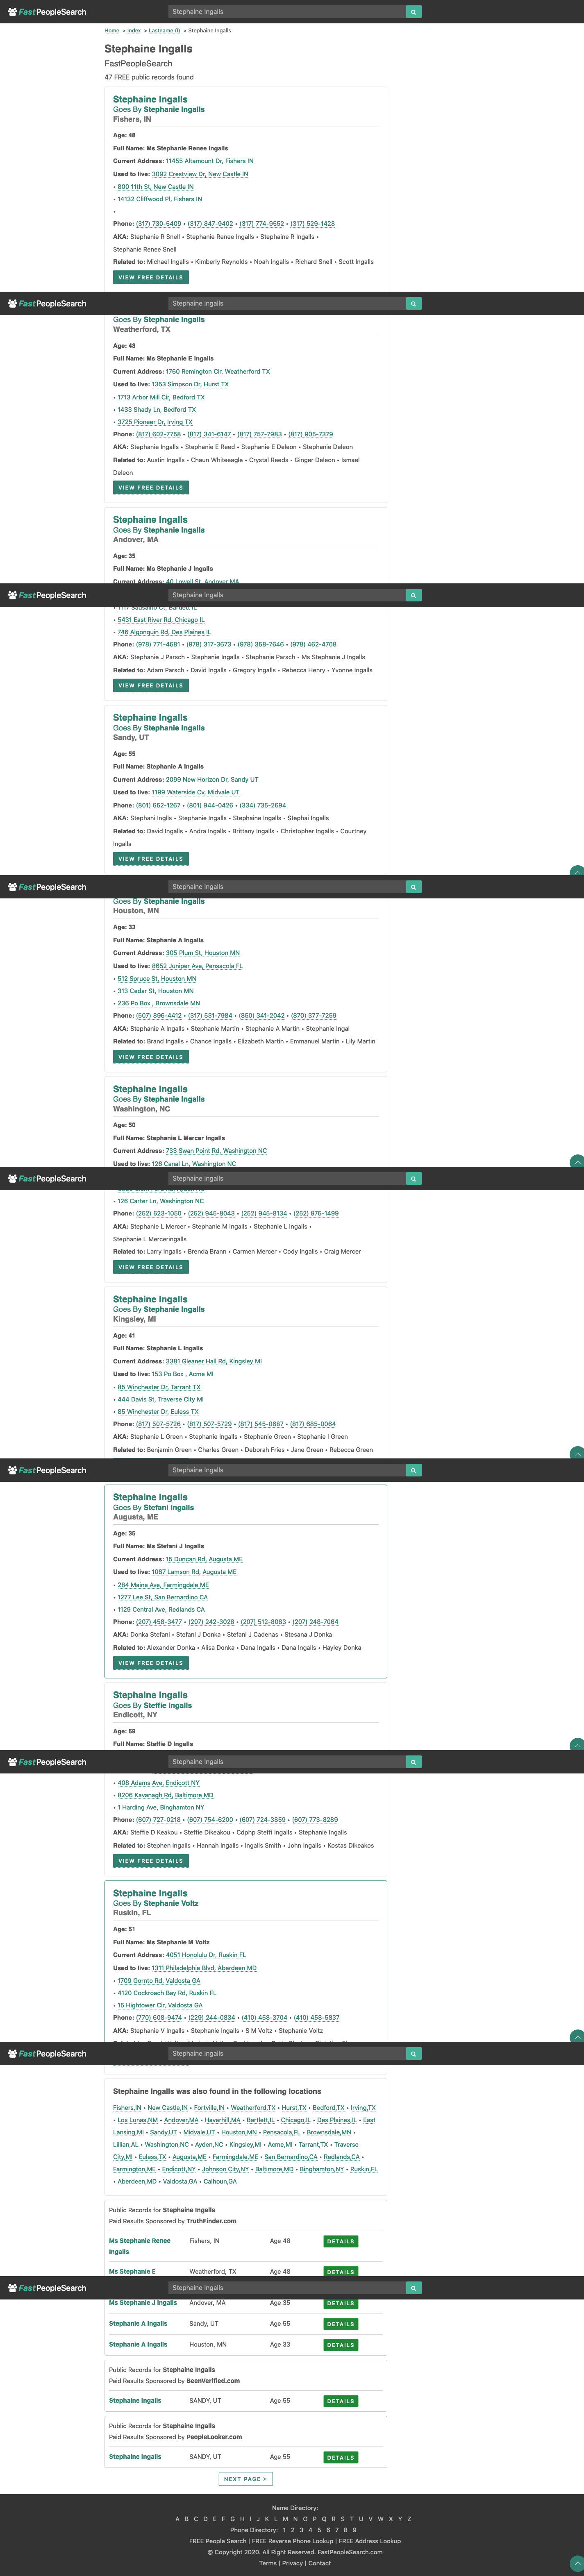 FastPeopleSearch
Stephaine Ingalls
Home > Index > Lastname (I) > Stephaine Ingalls
Stephaine Ingalls
FastPeopleSearch
47 FREE public records found
Stephaine Ingalls
Goes By Stephanie Ingalls
Fishers, IN
Age: 48
Full Name: Ms Stephanie Renee Ingalls
Current Address: 11455 Altamount Dr, Fishers IN
Used to live: 3092 Crestview Dr, New Castle IN
• 800 11th St, New Castle IN
• 14132 Cliffwood Pl, Fishers IN
•
Phone: (317) 730-5409 • (317) 847-9402 • (317) 774-9552 • (317) 529-1428
AKA: Stephanie R Snell • Stephanie Renee Ingalls • Stephaine R Ingalls •
Stephanie Renee Snell
Related to: Michael Ingalls • Kimberly Reynolds • Noah Ingalls • Richard Snell • Scott Ingalls
VIEW FREE DETAILS
FastPeopleSearch
Stephaine Ingalls
Goes By Stephanie Ingalls
Weatherford, TX
Age: 48
Full Name: Ms Stephanie E Ingalla
Current Address: 1760 Remington Cir, Weatherford TX
Used to live: 1353 Simpson Dr, Hurst TX
• 1713 Arbor Mill Cir, Bedford TX
• 1433 Shady Ln, Bedford TX
• 3725 Pioneer Dr, Irving TX
Phone: (817) 602-7758 • (817) 341-6147 • (817) 757-7983 • (817) 905-7379
AKA: Stephanie Ingalls • Stephanie E Reed • Stephanie E Deleon • Stephanie Deleon
Related to: Austin Ingalls • Chaun Whiteeagle • Crystal Reeds • Ginger Deleon • Ismael
Deleon
VIEW FREE DETAILS
Stephaine Ingalls
Goes By Stephanie Ingalls
Andover, MA
Age: 35
Full Name: Ms Stephanie J Ingalla
Current Address: 40 Lowell St, Andover MA
FastPeopleSearch
Stephaine Ingalls
• 1117 Sausalito Ct, Bartlett IL
• 5431 East River Rd, Chicago IL
• 746 Algonquin Rd, Des Plaines IL
Phone: (978) 771-4581 • (978) 317-3673 • (978) 358-7646 • (978) 462-4708
AKA: Stephanie J Parsch • Stephanie Ingalls • Stephanie Parsch • Ms Stephanie J Ingalls
Related to: Adam Parsch • David Ingalls • Gregory Ingalls • Rebecca Henry • Yvonne Ingalls
VIEW FREE DETAILS
Stephaine Ingalls
Goes By Stephanie Ingalls
Sandy, UT
Age: 55
Full Name: Stephanie A Ingalls
Current Address: 2099 New Horizon Dr, Sandy UT
Used to live: 1199 Waterside Cv, Midvale UT
Phone: (801) 652-1267 • (801) 944-0426 • (334) 735-2694
AKA: Stephani Inglls • Stephanie Ingalls • Stephaine Ingalls • Stephai Ingalls
Related to: David Ingalls • Andra Ingalls • Brittany Ingalls • Christopher Ingalls • Courtney
Ingalls
VIEW FREE DETAILS
FastPeopleSearch
Stephaine Ingalls
Goes By Stephanie Ingalls
Houston, MN
Age: 33
Full Name: Stephanie A Ingalls
Current Address: 305 Plum St, Houston MN
Used to live: 8652 Juniper Ave, Pensacola FL
• 512 Spruce St, Houston MN
• 313 Cedar St, Houston MN
• 236 Po Box , Brownsdale MN
Phone: (507) 896-4412 • (317) 531-7984 • (850) 341-2042 • (870) 377-7259
AKA: Stephanie A Ingalls • Stephanie Martin • Stephanie A Martin • Stephanie Ingal
Related to: Brand Ingalls • Chance Ingalls • Elizabeth Martin • Emmanuel Martin • Lily Martin
VIEW FREE DETAILS
Stephaine Ingalls
Goes By Stephanie Ingalls
Washington, NC
Age: 50
Full Name: Stephanie L Mercer Ingalla
Current Address: 733 Swan Point Rd, Washington NC
Used to live: 126 Canal Ln, Washington NC
FastPeopleSearch
Stephaine Ingalls
• 126 Carter Ln, Washington NC
Phone: (252) 623-1050 • (252) 945-8043 • (252) 945-8134 • (252) 975-1499
AKA: Stephanie L Mercer • Stephanie M Ingalls • Stephanie L Ingalls •
Stephanie L Merceringalls
Related to: Larry Ingalls • Brenda Brann • Carmen Mercer • Cody Ingalls • Craig Mercer
VIEW FREE DETAILS
Stephaine Ingalls
Goes By Stephanie Ingalls
Kingsley, MI
Age: 41
Full Name: Stephanie L Ingalla
Current Address: 3381 Gleaner Hall Rd, Kingsley MI
Used to live: 153 Po Box , Acme MI
• 85 Winchester Dr, Tarrant TX
• 444 Davis St, Traverse City MI
• 85 Winchester Dr, Euless TX
Phone: (817) 507-5726 • (817) 507-5729 • (817) 545-0687 • (817) 685-0064
AKA: Stephanie L Green • Stephanie Ingalls • Stephanie Green • Stephanie I Green
Related to: Benjamin Green • Charles Green • Deborah Fries • Jane Green • Rebecca Green
FastPeopleSearch
Stephaine Ingalls
Stephaine Ingalls
Goes By Stefani Ingalls
Augusta, ME
Age: 35
Full Name: Ms Stefani J Ingalla
Current Address: 15 Duncan Rd, Augusta ME
Used to live: 1087 Lamson Rd, Augusta ME
• 284 Maine Ave, Farmingdale ME
• 1277 Lee St, San Bernardino CA
• 1129 Central Ave, Redlands CA
Phone: (207) 458-3477 • (207) 242-3028 • (207) 512-8083 • (207) 248-7064
AKA: Donka Stefani • Stefani J Donka • Stefani J Cadenas • Stesana J Donka
Related to: Alexander Donka • Alisa Donka • Dana Ingalls • Dana Ingalls • Hayley Donka
VIEW FREE DETAILS
Stephaine Ingalls
Goes By Steffie Ingalls
Endicott, NY
Age: 59
Full Name: Steffie D Ingalls
FastPeopleSearch
Stephaine Ingalls
• 408 Adams Ave, Endicott NY
• 8206 Kavanagh Rd, Baltimore MD
• 1 Harding Ave, Binghamton NY
Phone: (607) 727-0218 • (607) 754-6200 • (607) 724-3859 • (607) 773-8289
AKA: Steffie D Keakou • Steffie Dikeakou • Cdphp Steffi Ingalls • Stephanie Ingalls
Related to: Stephen Ingalls • Hannah Ingalls • Ingalls Smith • John Ingalls • Kostas Dikeakos
VIEW FREE DETAILS
Stephaine Ingalls
Goes By Stephanie Voltz
Ruskin, FL
Age: 51
Full Name: Ms Stephanie M Voltz
Current Address: 4051 Honolulu Dr, Ruskin FL
Used to live: 1311 Philadelphia Blvd, Aberdeen MD
• 1709 Gornto Rd, Valdosta GA
• 4120 Cockroach Bay Rd, Ruskin FL
• 15 Hightower Cir, Valdosta GA
Phone: (770) 608-9474 • (229) 244-0834 • (410) 458-3704 • (410) 458-5837
AKA: Stephanie V Ingalls • Stephanie Ingalls • S M Voltz • Stephanie Voltz
FastPeopleSearch
Stephaine Ingalls
Stephaine Ingalls was also found in the following locations
Fishers,IN • New Castle,IN • Fortville,IN • Weatherford,TX • Hurst,TX • Bedford,TX • Irving,TX
• Los Lunas,NM • Andover,MA • Haverhill,MA • Bartlett,IL • Chicago,IL • Des Plaines,IL • East
Lansing,MI • Sandy,UT • Midvale,UT • Houston,MN • Pensacola,FL • Brownsdale,MN •
Lillian,AL • Washington,NC • Ayden,NC • Kingsley,MI • Acme,MI • Tarrant,TX • Traverse
City,MI • Euless,TX • Augusta,ME • Farmingdale,ME • San Bernardino,CA • Redlands,CA •
Farmington,ME • Endicott,NY • Johnson City,NY • Baltimore,MD • Binghamton,NY • Ruskin,FL
• Aberdeen,MD • Valdosta,GA • Calhoun,GA
Public Records for Stephaine Ingalls
Paid Results Sponsored by TruthFinder.com
Ms Stephanie Renee Ingalls Fishers, IN Age 48 DETAILS
Ms Stephanie E Weatherford, TX Age 48 DETAILS
FastPeopleSearch
Stephaine Ingalls
Ms Stephanie J Ingalls Andover, MA Age 35 DETAILS
Stephanie A Ingalls Sandy, UT Age 55 DETAILS
Stephanie A Ingalls Houston, MN Age 33 DETAILS
Public Records for Stephaine Ingalls
Paid Results Sponsored by BeenVerified.com
Stephaine Ingalls SANDY, UT Age 55 DETAILS
Public Records for Stephaine Ingalls
Paid Results Sponsored by PeopleLooker.com
Stephaine Ingalls SANDY, UT Age 55 DETAILS
NEXT PAGE »
Name Directory:
A B C D E F G H I J K L M N O P Q R S T U V W X Y Z
Phone Directory: 1 2 3 4 5 6 7 8 9
FREE People Search | FREE Reverse Phone Lookup | FREE Address Lookup
© Copyright 2020. All Right Reserved. FastPeopleSearch.com
Terms | Privacy | Contact